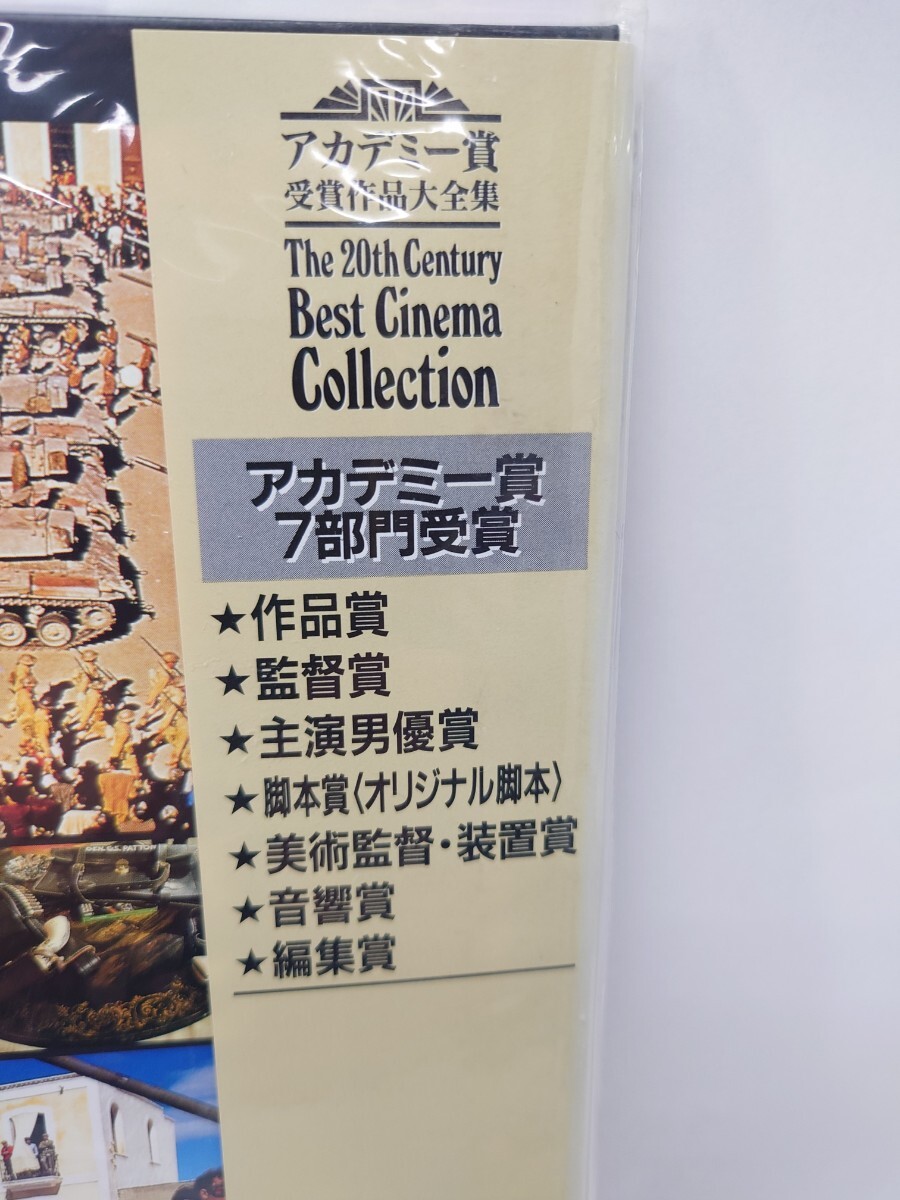 アカデミー賞
受賞作品大全集
The 20th Century
Best Cinema
Collection
アカデミー賞
7部門受賞
★作品賞
★監督賞
★主演男優賞
★脚本賞〈オリジナル脚本〉
★美術監督・装置賞
★音響賞
★編集賞
GEN. G.S. PATTON